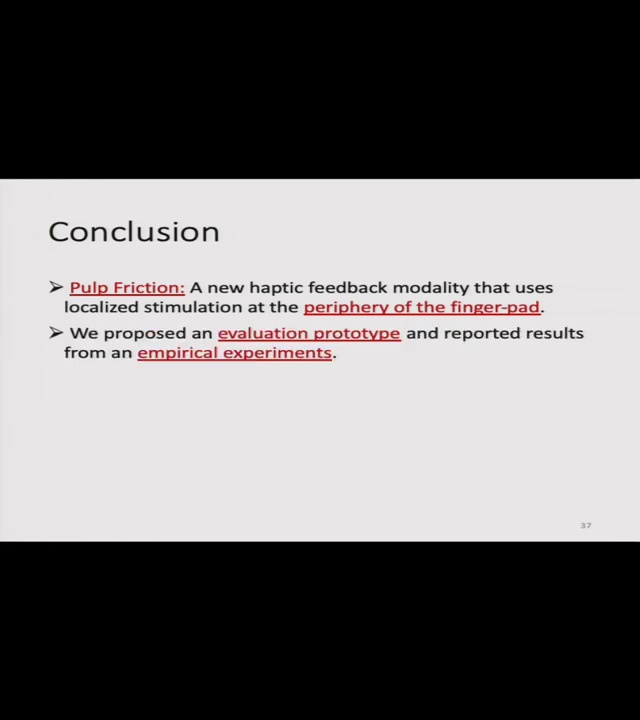 Conclusion
➢ Pulp Friction: A new haptic feedback modality that uses
localized stimulation at the periphery of the finger-pad.
➢ We proposed an evaluation prototype and reported results
from an empirical experiments.
37